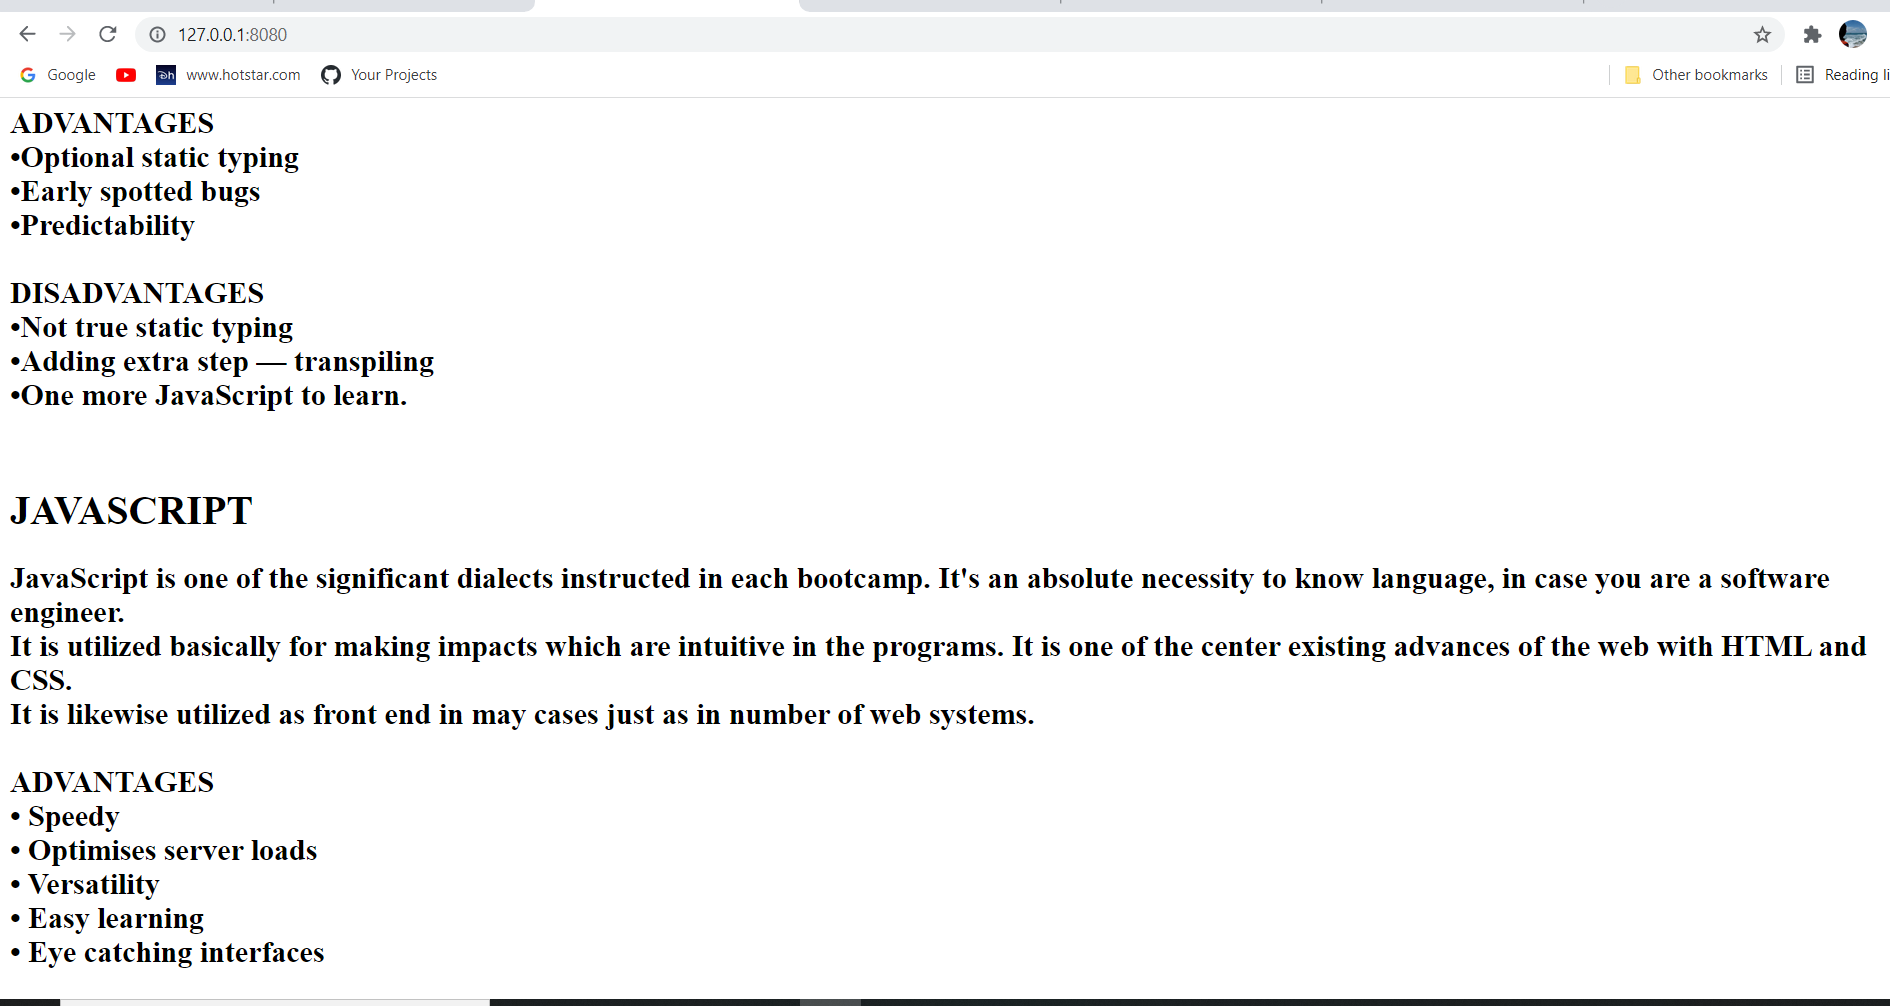 127.0.0.1:8080
Google www.hotstar.com Your Projects Other bookmarks Reading li
ADVANTAGES
•Optional static typing
•Early spotted bugs
•Predictability
DISADVANTAGES
•Not true static typing
•Adding extra step — transpiling
•One more JavaScript to learn.
JAVASCRIPT
JavaScript is one of the significant dialects instructed in each bootcamp. It's an absolute necessity to know language, in case you are a software
engineer.
It is utilized basically for making impacts which are intuitive in the programs. It is one of the center existing advances of the web with HTML and
CSS.
It is likewise utilized as front end in may cases just as in number of web systems.
ADVANTAGES
• Speedy
• Optimises server loads
• Versatility
• Easy learning
• Eye catching interfaces